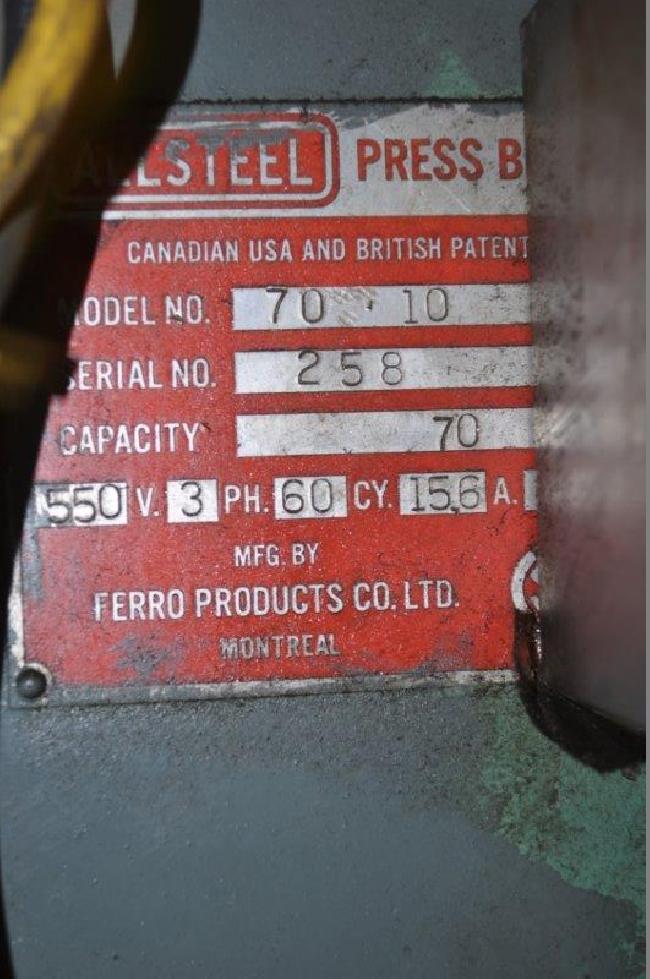 ALLSTEEL PRESS B
CANADIAN USA AND BRITISH PATENT
MODEL NO. 70 - 10
SERIAL NO. 258
CAPACITY 70
550 V. 3 PH. 60 CY. 15.6 A.
MFG. BY
FERRO PRODUCTS CO. LTD.
MONTREAL